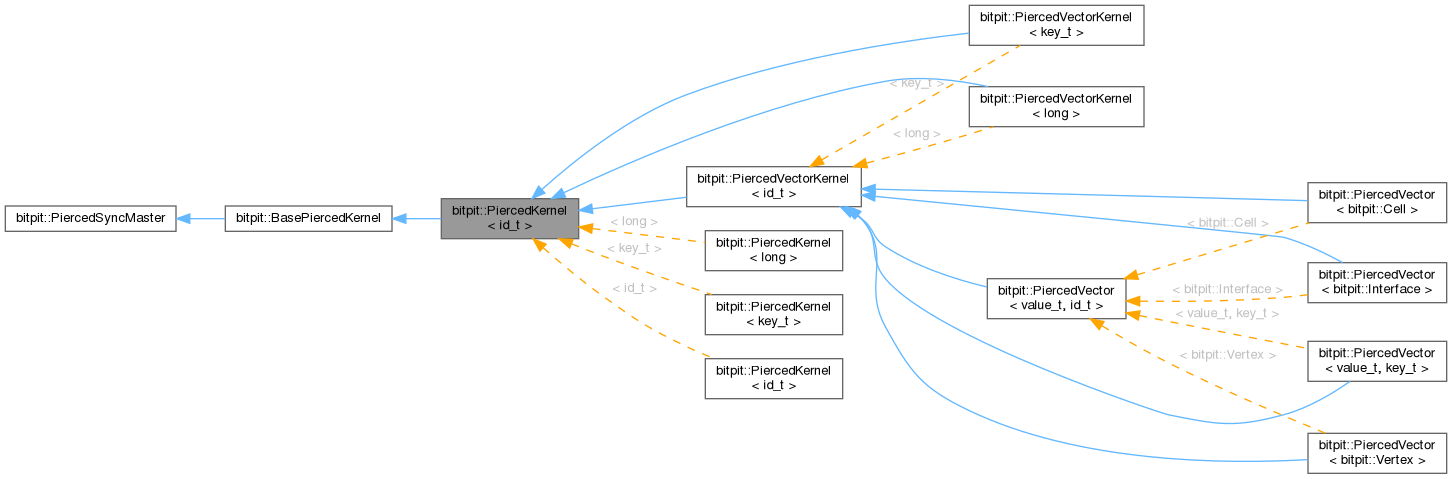 bitpit::PiercedVectorKernel
< key_t >
< key_t >
bitpit::PiercedVectorKernel
< long >
< long >
bitpit::PiercedVectorKernel
< id_t >
bitpit::PiercedSyncMaster
bitpit::BasePiercedKernel
bitpit::PiercedKernel
< id_t >
< long >
bitpit::PiercedKernel
< long >
< key_t >
bitpit::PiercedKernel
< key_t >
< id_t >
bitpit::PiercedKernel
< id_t >
bitpit::PiercedVector
< bitpit::Cell >
< bitpit::Cell >
bitpit::PiercedVector
< value_t, id_t >
< bitpit::Interface >
bitpit::PiercedVector
< bitpit::Interface >
< value_t, key_t >
bitpit::PiercedVector
< value_t, key_t >
< bitpit::Vertex >
bitpit::PiercedVector
< bitpit::Vertex >